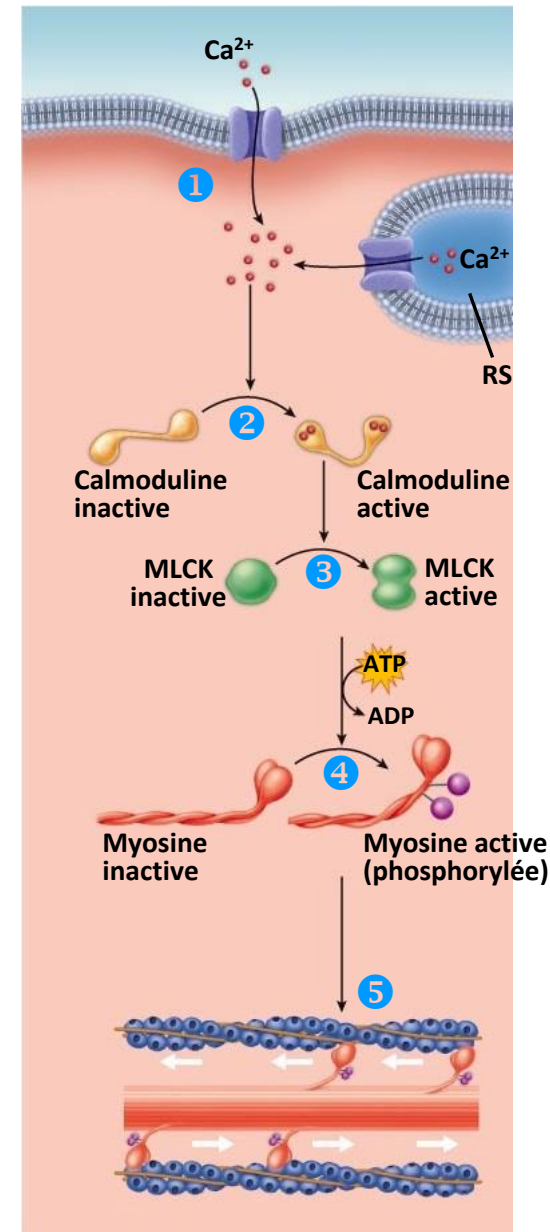 Ca²⁺
1
Ca²⁺
RS
2
Calmoduline
inactive
Calmoduline
active
MLCK
inactive
3
MLCK
active
ATP
ADP
4
Myosine
inactive
Myosine active
(phosphorylée)
5